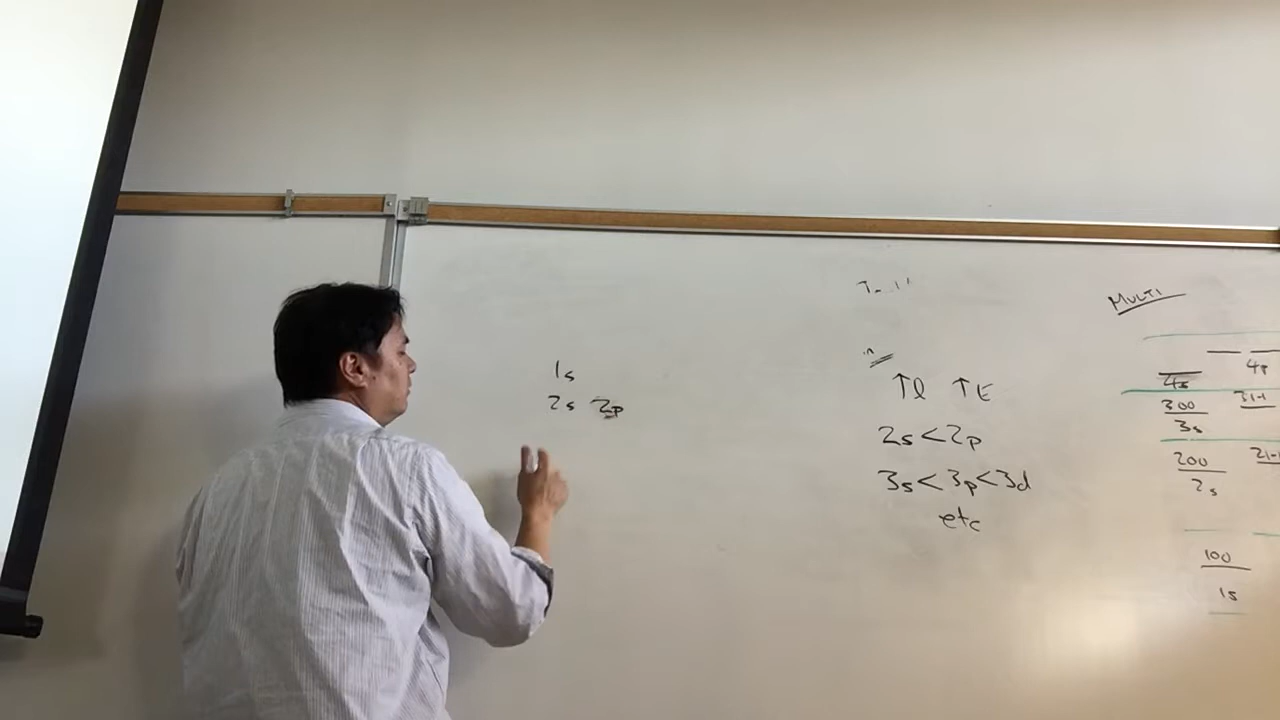 1s
2s 2p
↑l ↑E
2s<2p
3s<3p<3d
etc
MULTI
4p
4s
300
3s
200
2s
100
1s